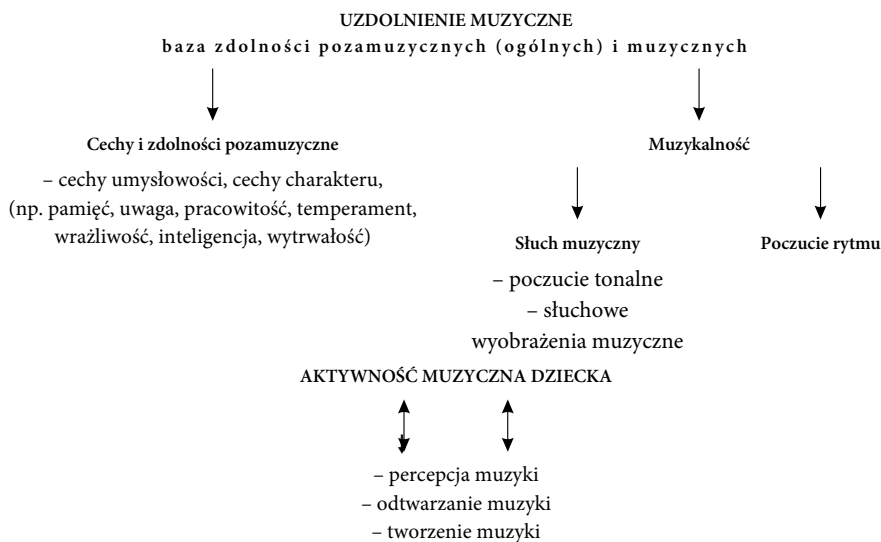 UZDOLNIENIE MUZYCZNE
baza zdolności pozamuzycznych (ogólnych) i muzycznych
Cechy i zdolności pozamuzyczne
– cechy umysłowości, cechy charakteru,
(np. pamięć, uwaga, pracowitość, temperament,
wrażliwość, inteligencja, wytrwałość)
Muzykalność
Słuch muzyczny
– poczucie tonalne
– słuchowe
wyobrażenia muzyczne
Poczucie rytmu
AKTYWNOŚĆ MUZYCZNA DZIECKA
– percepcja muzyki
– odtwarzanie muzyki
– tworzenie muzyki